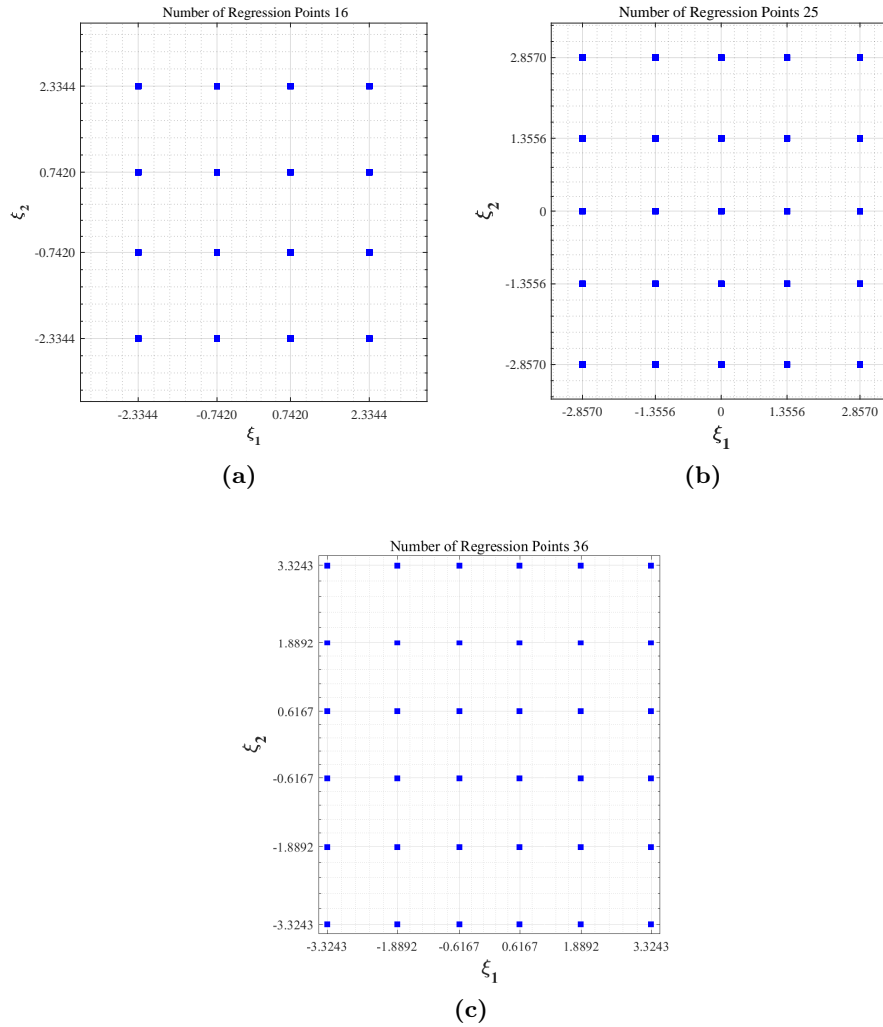 Number of Regression Points 16
2.3344
0.7420
-0.7420
-2.3344
ξ2
-2.3344 -0.7420 0.7420 2.3344
ξ1
(a)
Number of Regression Points 25
2.8570
1.3556
0
-1.3556
-2.8570
ξ2
-2.8570 -1.3556 0 1.3556 2.8570
ξ1
(b)
Number of Regression Points 36
3.3243
1.8892
0.6167
-0.6167
-1.8892
-3.3243
ξ2
-3.3243 -1.8892 -0.6167 0.6167 1.8892 3.3243
ξ1
(c)